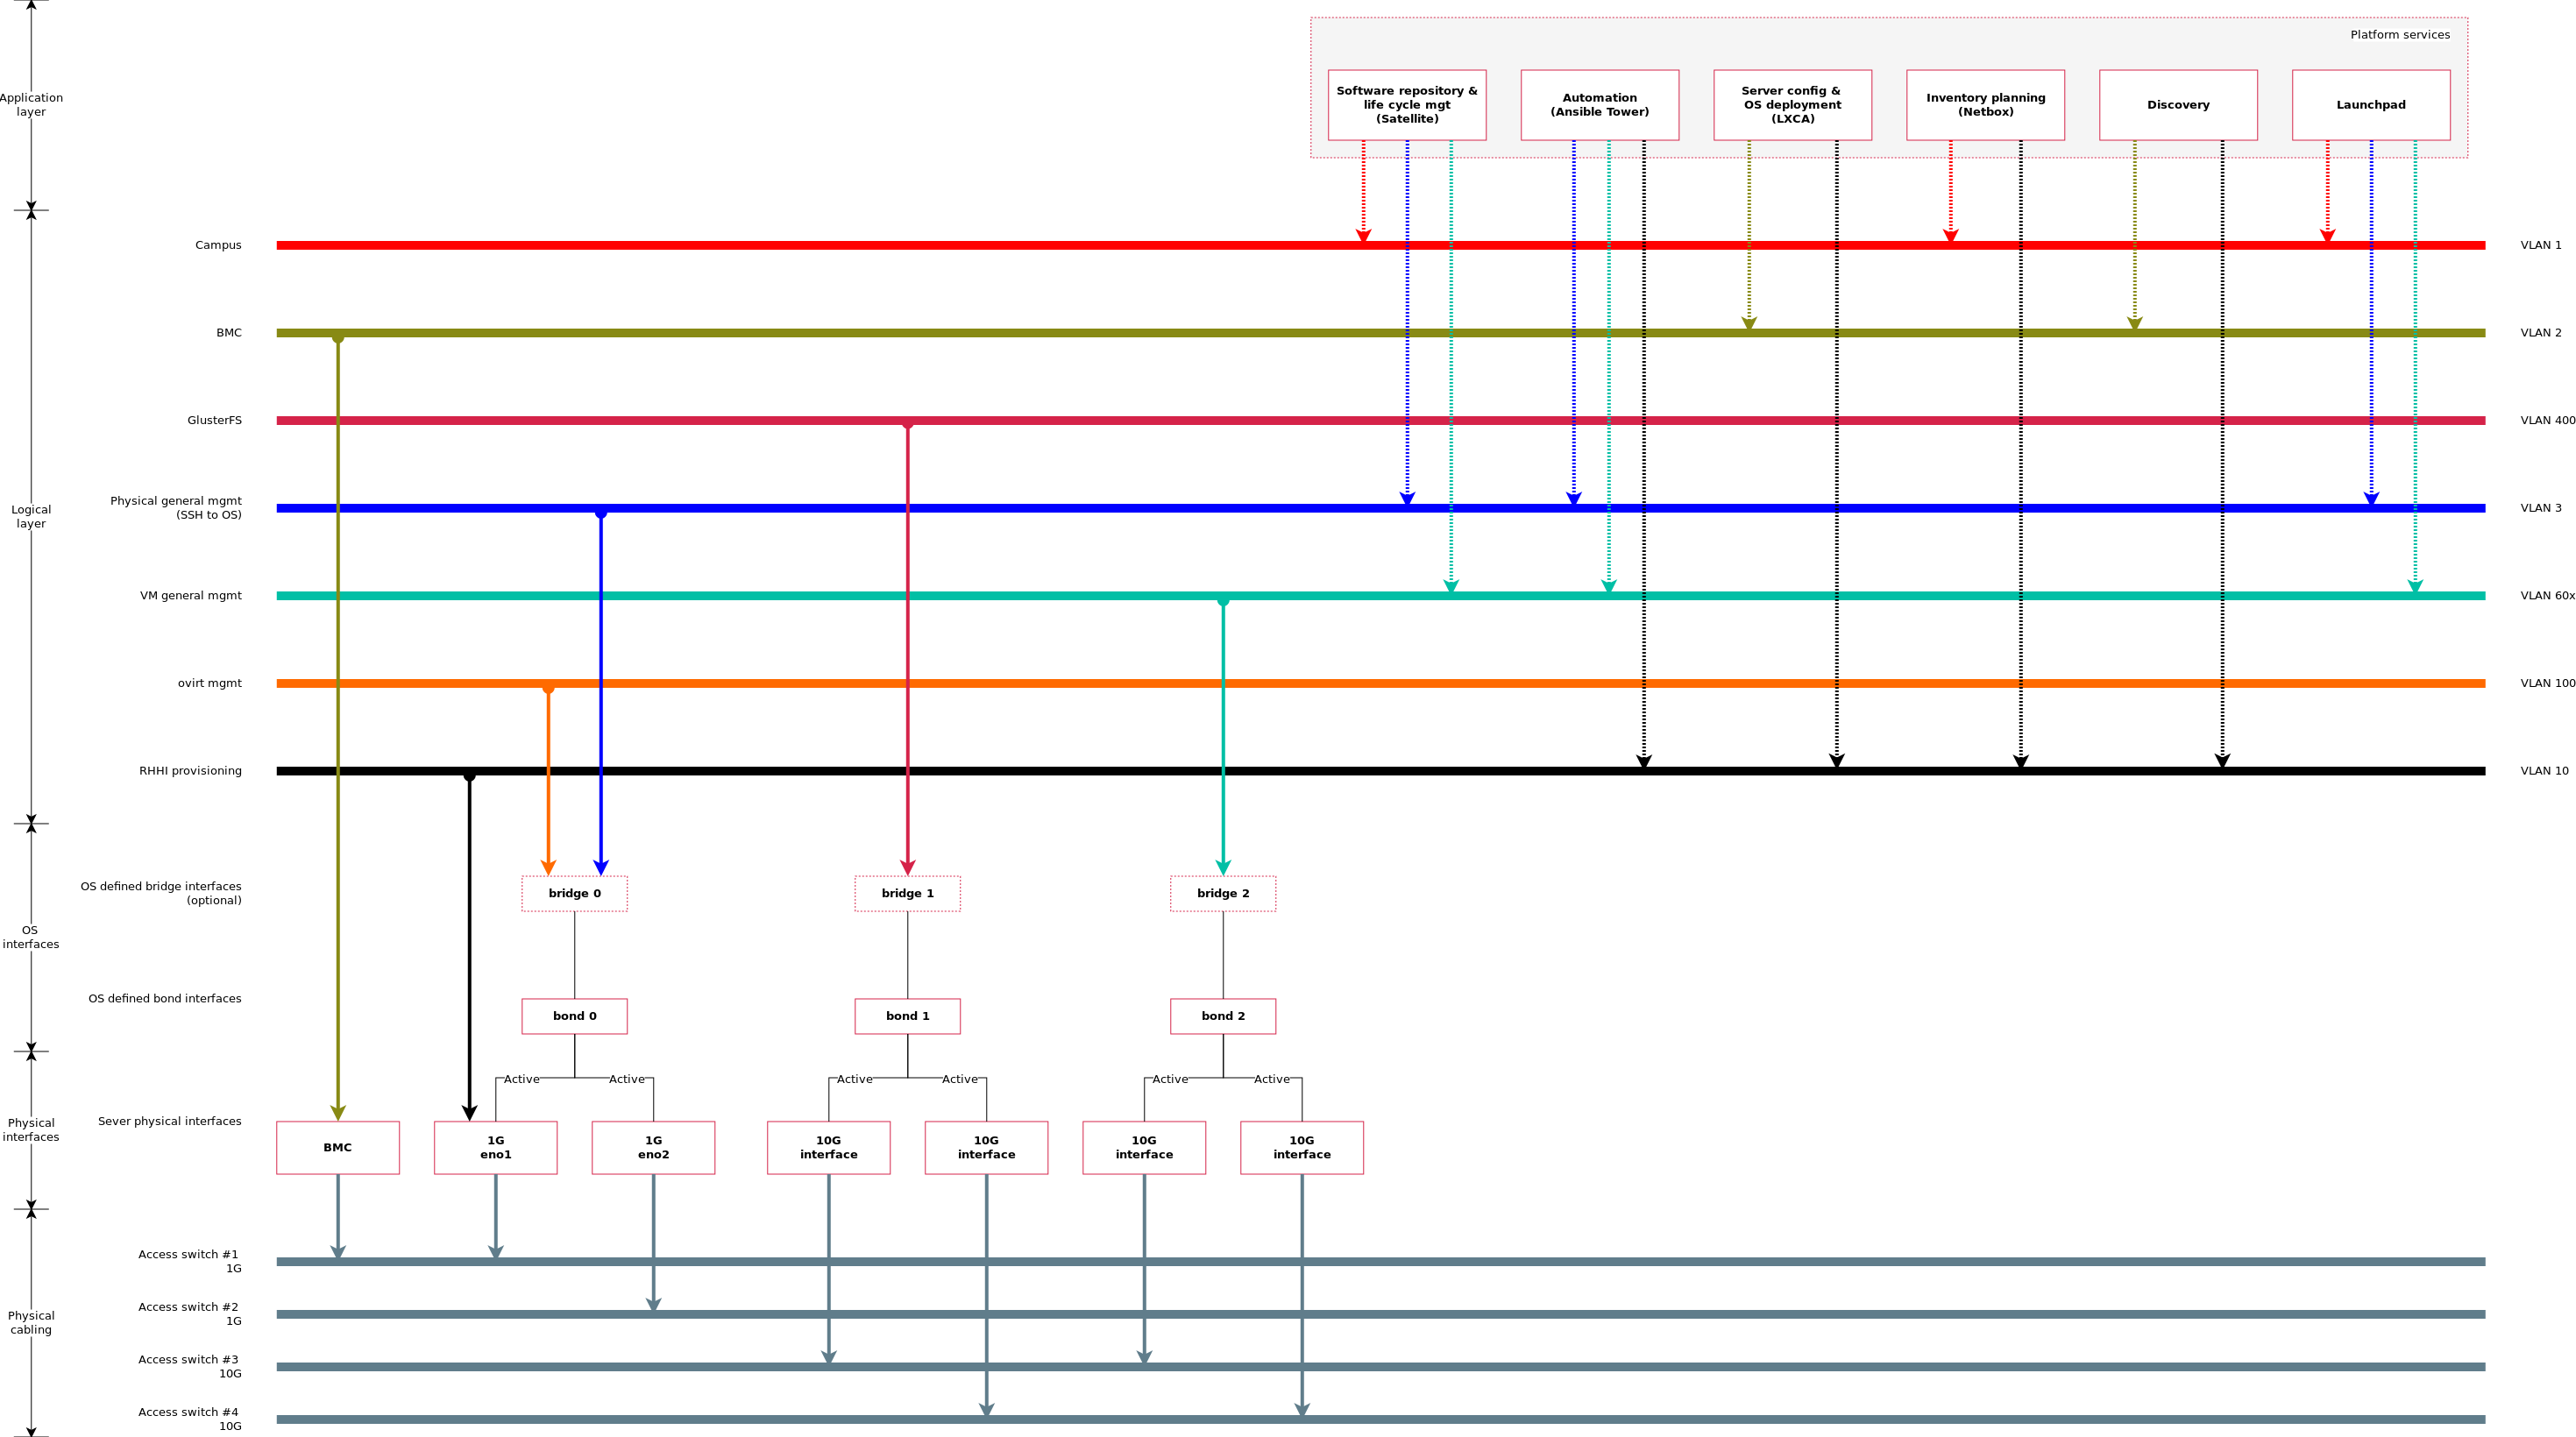 Platform services
Application
layer
Software repository &
life cycle mgt
(Satellite)
Automation
(Ansible Tower)
Server config &
OS deployment
(LXCA)
Inventory planning
(Netbox)
Discovery
Launchpad
Logical
layer
Campus
VLAN 1
BMC
VLAN 2
GlusterFS
VLAN 400
Physical general mgmt
(SSH to OS)
VLAN 3
VM general mgmt
VLAN 60x
ovirt mgmt
VLAN 100
RHHI provisioning
VLAN 10
OS
interfaces
OS defined bridge interfaces
(optional)
bridge 0
bridge 1
bridge 2
OS defined bond interfaces
bond 0
bond 1
bond 2
Active
Active
Active
Active
Active
Active
Physical
interfaces
Sever physical interfaces
BMC
1G
eno1
1G
eno2
10G
interface
10G
interface
10G
interface
10G
interface
Physical
cabling
Access switch #1
1G
Access switch #2
1G
Access switch #3
10G
Access switch #4
10G